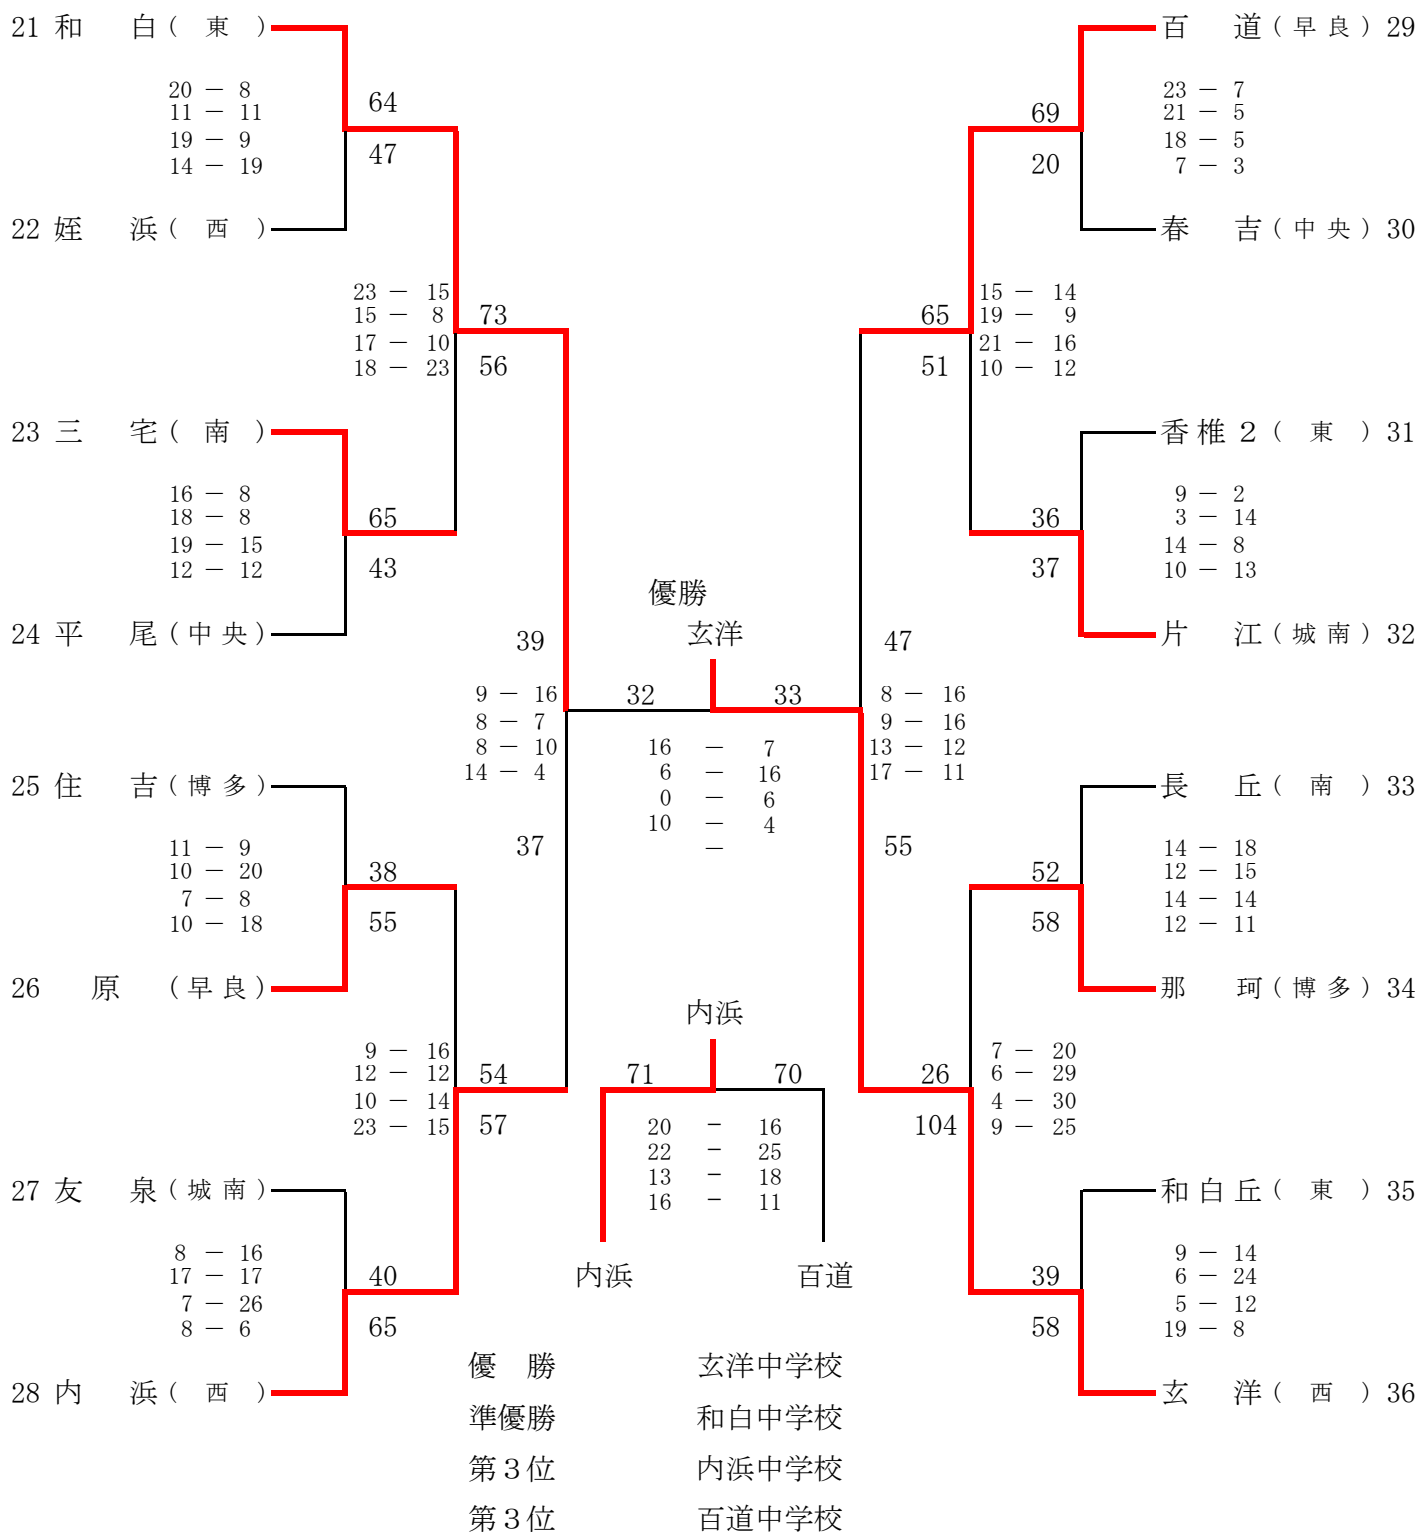 21 和 白 ( 東 )
20 － 8
11 － 11
19 － 9
14 － 19
64
47
22 姪 浜 ( 西 )
23 － 15
15 － 8
17 － 10
18 － 23
73
56
23 三 宅 ( 南 )
16 － 8
18 － 8
19 － 15
12 － 12
65
43
24 平 尾 ( 中 央 )
39
9 － 16
8 － 7
8 － 10
14 － 4
37
25 住 吉 ( 博 多 )
11 － 9
10 － 20
7 － 8
10 － 18
38
55
26 原 ( 早 良 )
9 － 16
12 － 12
10 － 14
23 － 15
54
57
27 友 泉 ( 城 南 )
8 － 16
17 － 17
7 － 26
8 － 6
40
65
28 内 浜 ( 西 )
優勝
玄洋
32 33
16 － 7
6 － 16
0 － 6
10 － 4
－
内浜
71 70
20 － 16
22 － 25
13 － 18
16 － 11
内浜 百道
百 道 ( 早 良 ) 29
69
20
23 － 7
21 － 5
18 － 5
7 － 3
春 吉 ( 中 央 ) 30
65
51
15 － 14
19 － 9
21 － 16
10 － 12
香 椎 2 ( 東 ) 31
36
37
9 － 2
3 － 14
14 － 8
10 － 13
片 江 ( 城 南 ) 32
47
8 － 16
9 － 16
13 － 12
17 － 11
55
長 丘 ( 南 ) 33
52
58
14 － 18
12 － 15
14 － 14
12 － 11
那 珂 ( 博 多 ) 34
26
104
7 － 20
6 － 29
4 － 30
9 － 25
和 白 丘 ( 東 ) 35
39
58
9 － 14
6 － 24
5 － 12
19 － 8
玄 洋 ( 西 ) 36
優 勝 玄洋中学校
準優勝 和白中学校
第３位 内浜中学校
第３位 百道中学校